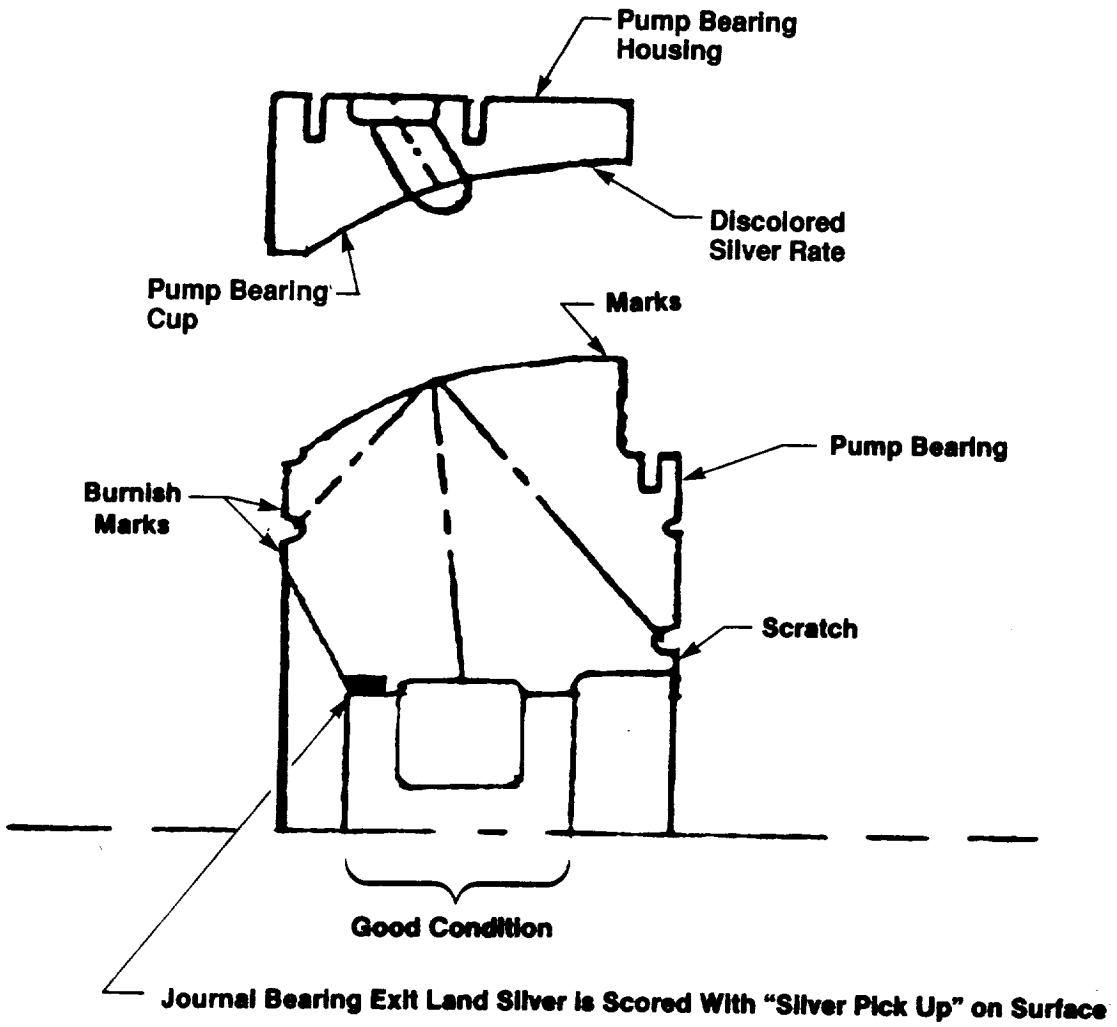 Pump Bearing
Housing
Discolored
Silver Rate
Pump Bearing
Cup
Marks
Pump Bearing
Burnish
Marks
Scratch
Good Condition
Journal Bearing Exit Land Silver is Scored With “Silver Pick Up” on Surface